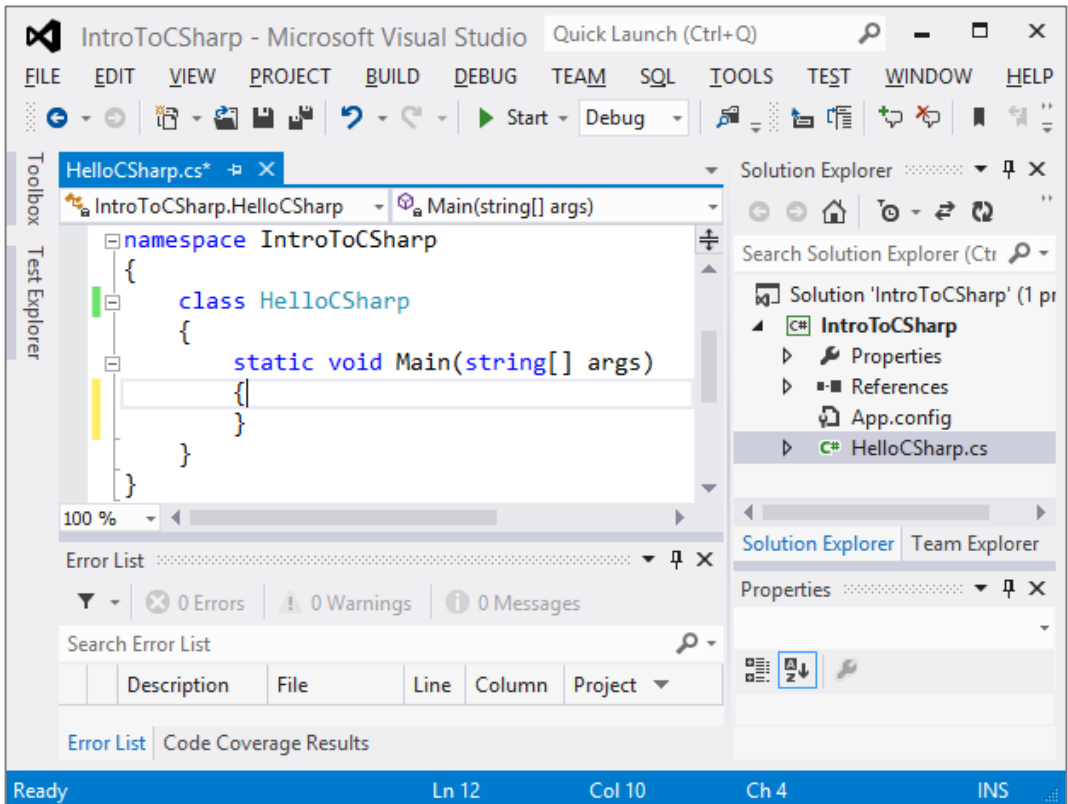 IntroToCSharp - Microsoft Visual Studio Quick Launch (Ctrl+Q)
FILE EDIT VIEW PROJECT BUILD DEBUG TEAM SQL TOOLS TEST WINDOW HELP
Start Debug
Toolbox
Test Explorer
HelloCSharp.cs*
IntroToCSharp.HelloCSharp Main(string[] args)
namespace IntroToCSharp
{
class HelloCSharp
{
static void Main(string[] args)
{
}
}
}
100 %
Error List
0 Errors 0 Warnings 0 Messages
Search Error List
Description File Line Column Project
Error List Code Coverage Results
Solution Explorer
Search Solution Explorer (Ctr
Solution 'IntroToCSharp' (1 pr
C# IntroToCSharp
Properties
References
App.config
C# HelloCSharp.cs
Solution Explorer Team Explorer
Properties
Ready Ln 12 Col 10 Ch 4 INS